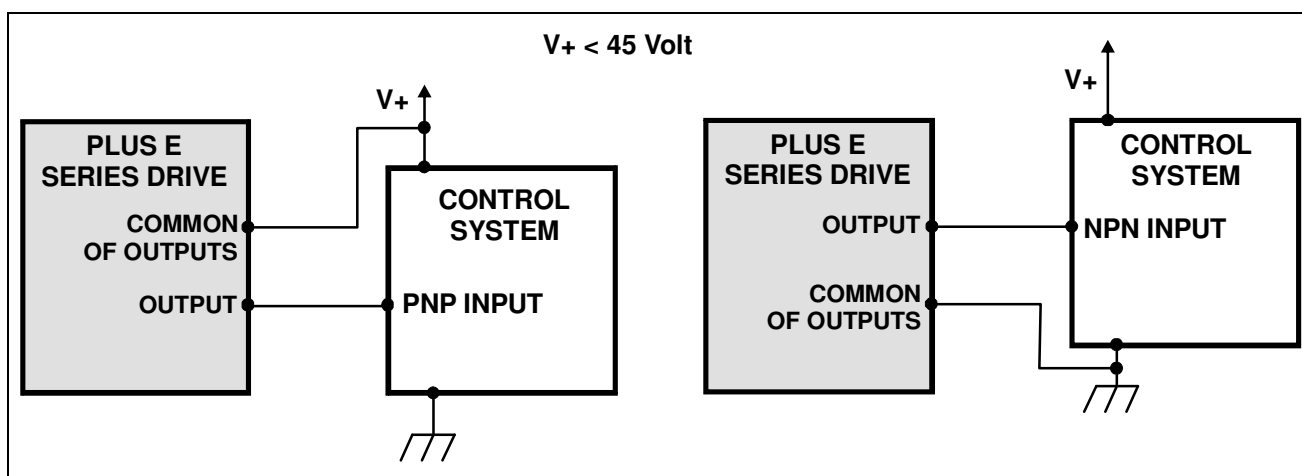 V+ < 45 Volt
V+
PLUS E
SERIES DRIVE
COMMON
OF OUTPUTS
OUTPUT
CONTROL
SYSTEM
PNP INPUT
V+
PLUS E
SERIES DRIVE
OUTPUT
COMMON
OF OUTPUTS
CONTROL
SYSTEM
NPN INPUT